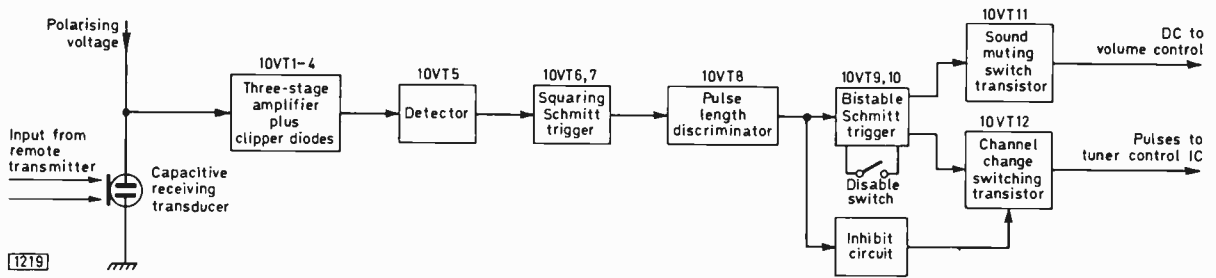 Polarising
voltage
Input from
remote
transmitter
Capacitive
receiving
transducer
10VT1-4
Three-stage
amplifier
plus
clipper diodes
10VT5
Detector
10VT6,7
Squaring
Schmitt
trigger
10VT8
Pulse
length
discriminator
10VT9,10
Bistable
Schmitt
trigger
Disable
switch
10VT11
Sound
muting
switch
transistor
DC to
volume control
10VT12
Channel
change
switching
transistor
Pulses to
tuner control IC
Inhibit
circuit
1219